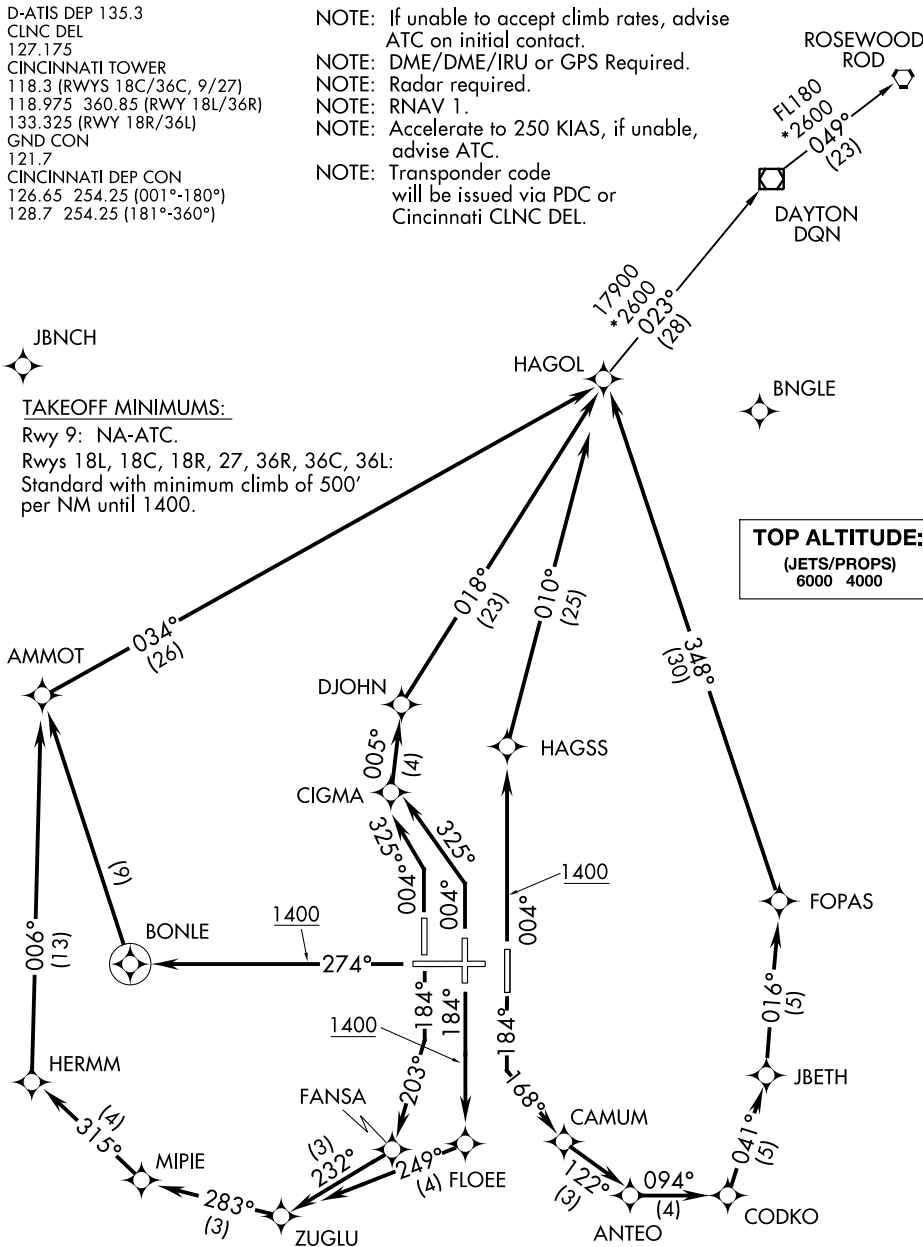 D-ATIS DEP 135.3
CLNC DEL
127.175
CINCINNATI TOWER
118.3 (RWYS 18C/36C, 9/27)
118.975 360.85 (RWY 18L/36R)
133.325 (RWY 18R/36L)
GND CON
121.7
CINCINNATI DEP CON
126.65 254.25 (001°-180°)
128.7 254.25 (181°-360°)
NOTE: If unable to accept climb rates, advise
ATC on initial contact.
NOTE: DME/DME/IRU or GPS Required.
NOTE: Radar required.
NOTE: RNAV 1.
NOTE: Accelerate to 250 KIAS, if unable,
advise ATC.
NOTE: Transponder code
will be issued via PDC or
Cincinnati CLNC DEL.
ROSEWOOD
ROD
FL180
*2600
049°
(23)
DAYTON
DQN
17900
*2600
023°
(28)
JBNCH
HAGOL
BNGLE
TAKEOFF MINIMUMS:
Rwy 9: NA-ATC.
Rwys 18L, 18C, 18R, 27, 36R, 36C, 36L:
Standard with minimum climb of 500′
per NM until 1400.
TOP ALTITUDE:
(JETS/PROPS)
6000 4000
034°
(26)
018°
(23)
010°
(25)
348°
(30)
AMMOT
DJOHN
HAGSS
005°
(4)
CIGMA
325°
325°
004°
004°
004°
1400
(9)
FOPAS
BONLE
1400
274°
006°
(13)
184°
184°
184°
1400
016°
(5)
HERMM
203°
168°
JBETH
FANSA
CAMUM
(4)
315°
(3)
232°
249°
(4)
FLOEE
122°
(3)
041°
(5)
MIPIE
094°
(4)
283°
(3)
ANTEO
CODKO
ZUGLU